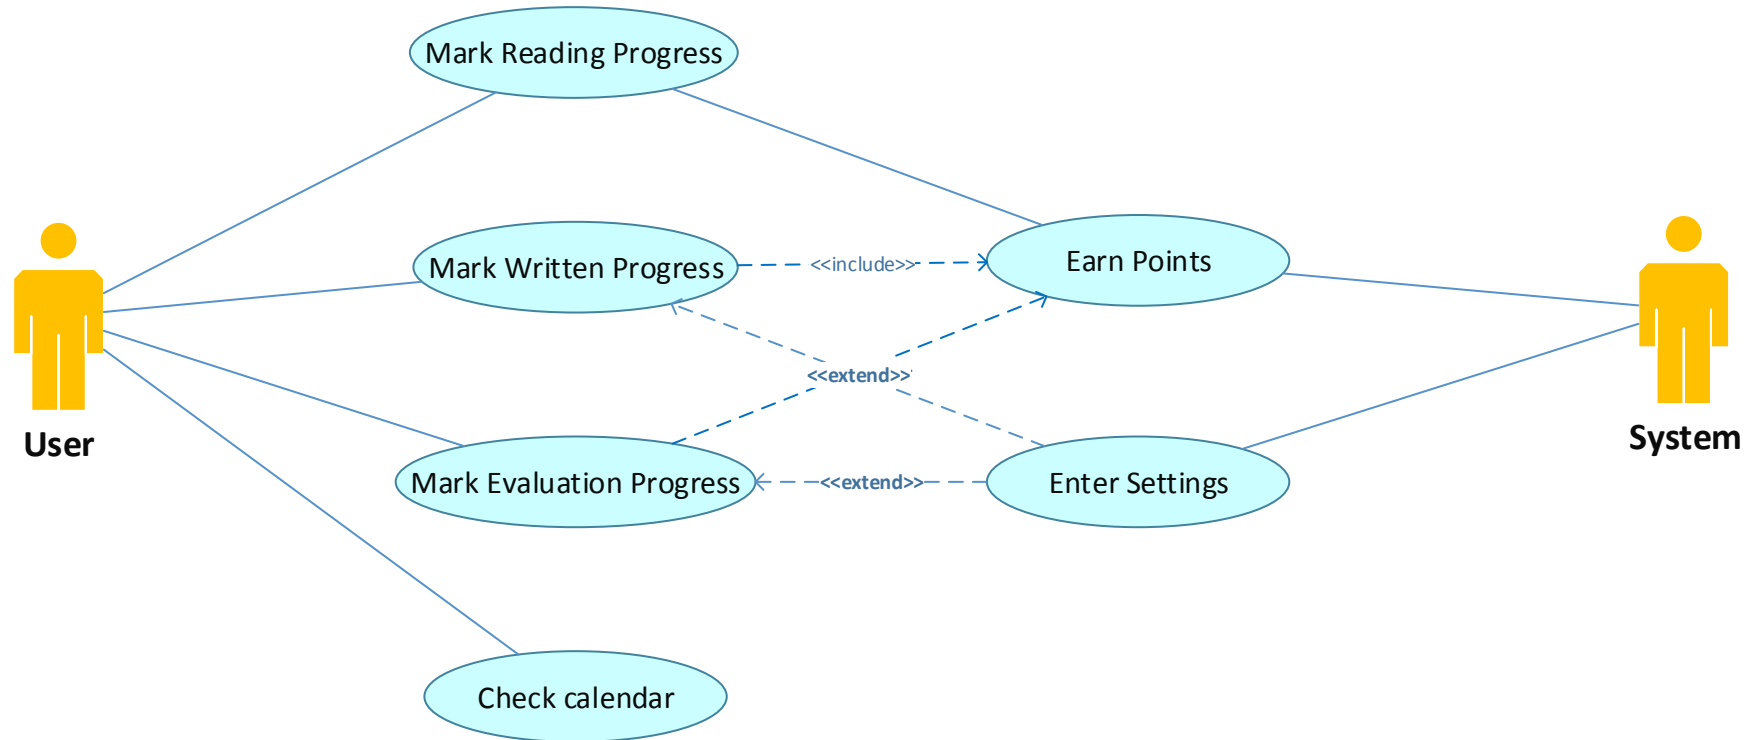 Mark Reading Progress
Mark Written Progress
<<include>>
Earn Points
<<extend>>
User
System
Mark Evaluation Progress
<<extend>>
Enter Settings
Check calendar